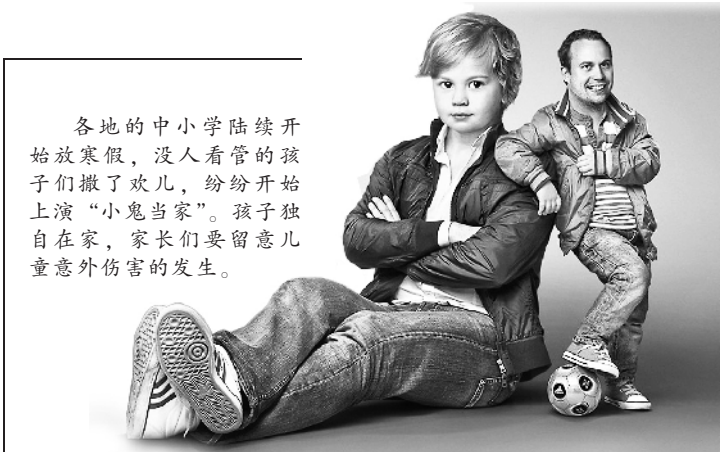 各地的中小学陆续开
始放寒假，没人看管的孩
子们撒了欢儿，纷纷开始
上演“小鬼当家”。孩子独
自在家，家长们要留意儿
童意外伤害的发生。